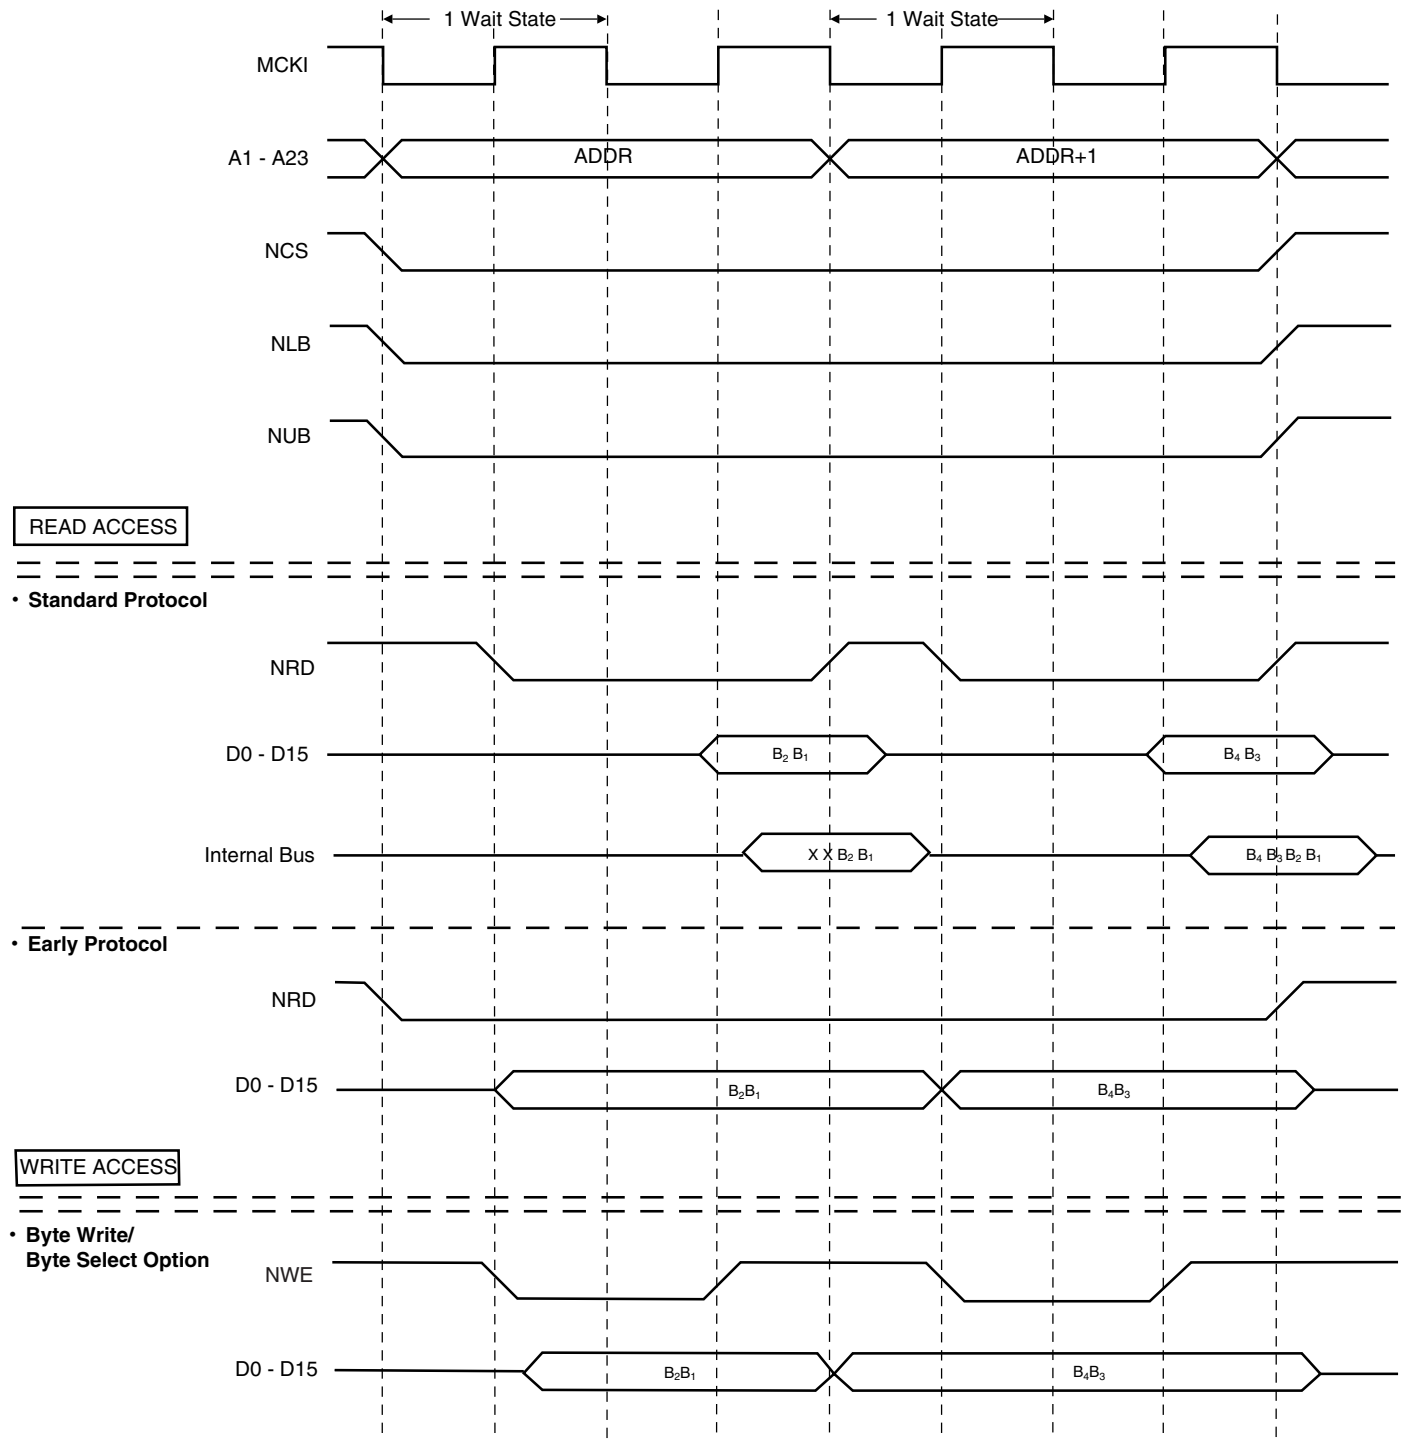 1 Wait State 1 Wait State
MCKI
A1 - A23 ADDR ADDR+1
NCS
NLB
NUB
READ ACCESS
• Standard Protocol
NRD
D0 - D15 B₂ B₁ B₄ B₃
Internal Bus X X B₂ B₁ B₄ B₃ B₂ B₁
• Early Protocol
NRD
D0 - D15 B₂B₁ B₄B₃
WRITE ACCESS
• Byte Write/
Byte Select Option
NWE
D0 - D15 B₂B₁ B₄B₃